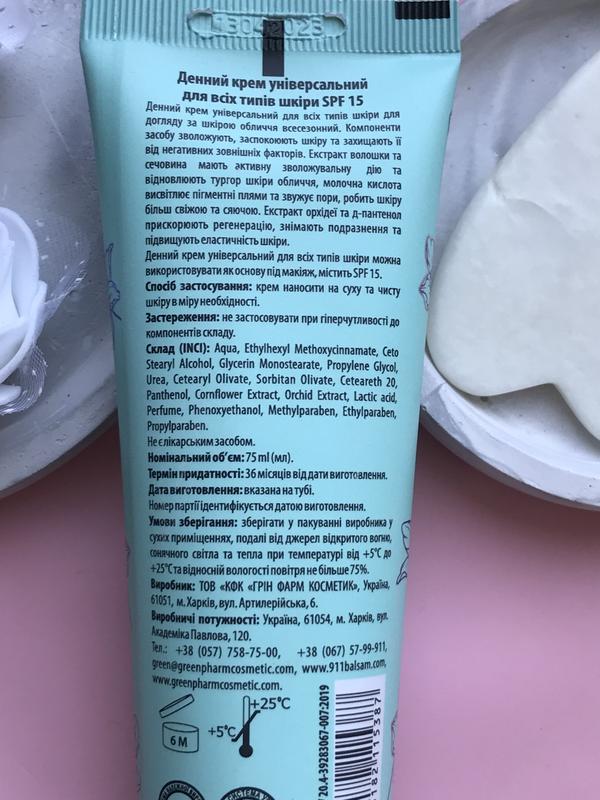 13042023
Денний крем універсальний
для всіх типів шкіри SPF 15
Денний крем універсальний для всіх типів шкіри для
догляду за шкірою обличчя всесезонний. Компоненти
засобу зволожують, заспокоюють шкіру та захищають її
від негативних зовнішніх факторів. Екстракт волошки та
сечовина мають активну зволожувальну дію та
відновлюють тургор шкіри обличчя, молочна кислота
висвітлює пігментні плями та звужує пори, робить шкіру
більш свіжою та сяючою. Екстракт орхідеї та д-пантенол
прискорюють регенерацію, знімають подразнення та
підвищують еластичність шкіри.
Денний крем універсальний для всіх типів шкіри можна
використовувати як основу під макіяж, містить SPF 15.
Спосіб застосування: крем наносити на суху та чисту
шкіру в міру необхідності.
Застереження: не застосовувати при гіперчутливості до
компонентів складу.
Склад (INCI): Aqua, Ethylhexyl Methoxycinnamate, Ceto
Stearyl Alcohol, Glycerin Monostearate, Propylene Glycol,
Urea, Cetearyl Olivate, Sorbitan Olivate, Ceteareth 20,
Panthenol, Cornflower Extract, Orchid Extract, Lactic acid,
Perfume, Phenoxyethanol, Methylparaben, Ethylparaben,
Propylparaben.
Не є лікарським засобом.
Номінальний об'єм: 75 ml (мл).
Термін придатності: 36 місяців від дати виготовлення.
Дата виготовлення: вказана на тубі.
Номер партії ідентифікується датою виготовлення.
Умови зберігання: зберігати у пакуванні виробника у
сухих приміщеннях, подалі від джерел відкритого вогню,
сонячного світла та тепла при температурі від +5°C до
+25°C та відносній вологості повітря не більше 75%.
Виробник: ТОВ «КФК «ГРІН ФАРМ КОСМЕТИК», Україна,
61051, м. Харків, вул. Артилерійська, 6.
Виробничі потужності: Україна, 61054, м. Харків, вул.
Академіка Павлова, 120.
Тел.: +38 (057) 758-75-00, +38 (067) 57-99-911,
green@greenpharmcosmetic.com, www.911balsam.com,
www.greenpharmcosmetic.com.
6 M
+5°C
+25°C
20.4-39283067-007:2019
182 115387
СИСТЕМА